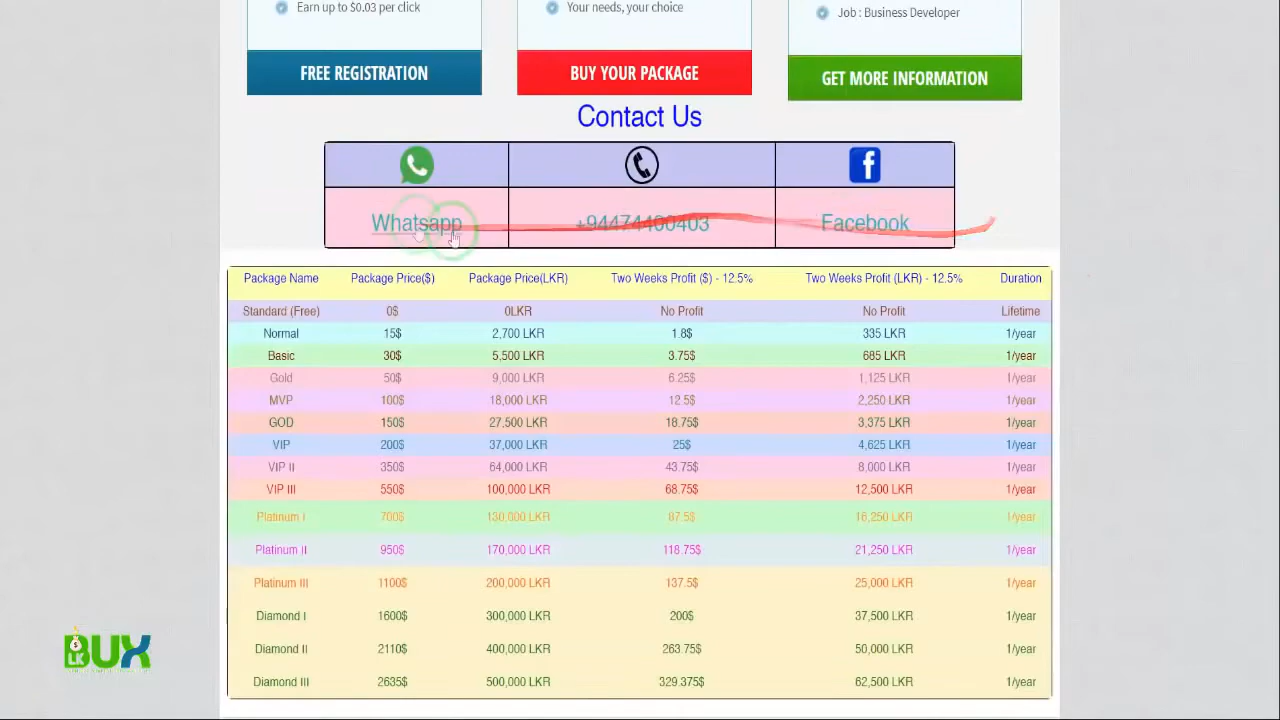 Earn up to $0.03 per click
Your needs, your choice
Job : Business Developer
FREE REGISTRATION
BUY YOUR PACKAGE
GET MORE INFORMATION
Contact Us
Whatsapp +94474400403 Facebook
Package Name Package Price($) Package Price(LKR) Two Weeks Profit ($) - 12.5% Two Weeks Profit (LKR) - 12.5% Duration
Standard (Free) 0$ 0LKR No Profit No Profit Lifetime
Normal 15$ 2,700 LKR 1.8$ 335 LKR 1/year
Basic 30$ 5,500 LKR 3.75$ 685 LKR 1/year
Gold 50$ 9,000 LKR 6.25$ 1,125 LKR 1/year
MVP 100$ 18,000 LKR 12.5$ 2,250 LKR 1/year
GOD 150$ 27,500 LKR 18.75$ 3,375 LKR 1/year
VIP 200$ 37,000 LKR 25$ 4,625 LKR 1/year
VIP II 350$ 64,000 LKR 43.75$ 8,000 LKR 1/year
VIP III 550$ 100,000 LKR 68.75$ 12,500 LKR 1/year
Platinum I 700$ 130,000 LKR 87.5$ 16,250 LKR 1/year
Platinum II 950$ 170,000 LKR 118.75$ 21,250 LKR 1/year
Platinum III 1100$ 200,000 LKR 137.5$ 25,000 LKR 1/year
Diamond I 1600$ 300,000 LKR 200$ 37,500 LKR 1/year
Diamond II 2110$ 400,000 LKR 263.75$ 50,000 LKR 1/year
Diamond III 2635$ 500,000 LKR 329.375$ 62,500 LKR 1/year
LK BUX